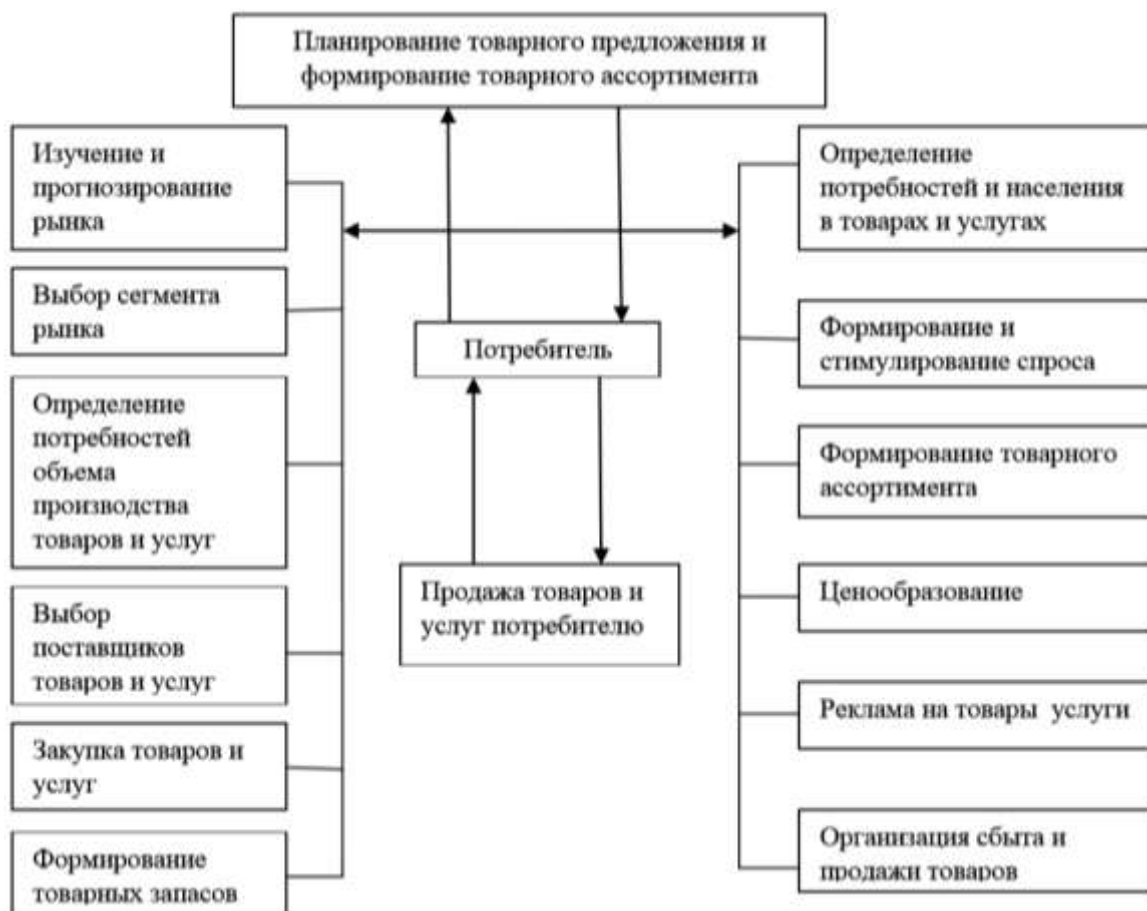 Планирование товарного предложения и
формирование товарного ассортимента
Изучение и
прогнозирование
рынка
Выбор сегмента
рынка
Определение
потребностей
объема
производства
товаров и услуг
Выбор
поставщиков
товаров и услуг
Закупка товаров и
услуг
Формирование
товарных запасов
Потребитель
Продажа товаров и
услуг потребителю
Определение
потребностей и населения
в товарах и услугах
Формирование и
стимулирование спроса
Формирование товарного
ассортимента
Ценообразование
Реклама на товары услуги
Организация сбыта и
продажи товаров